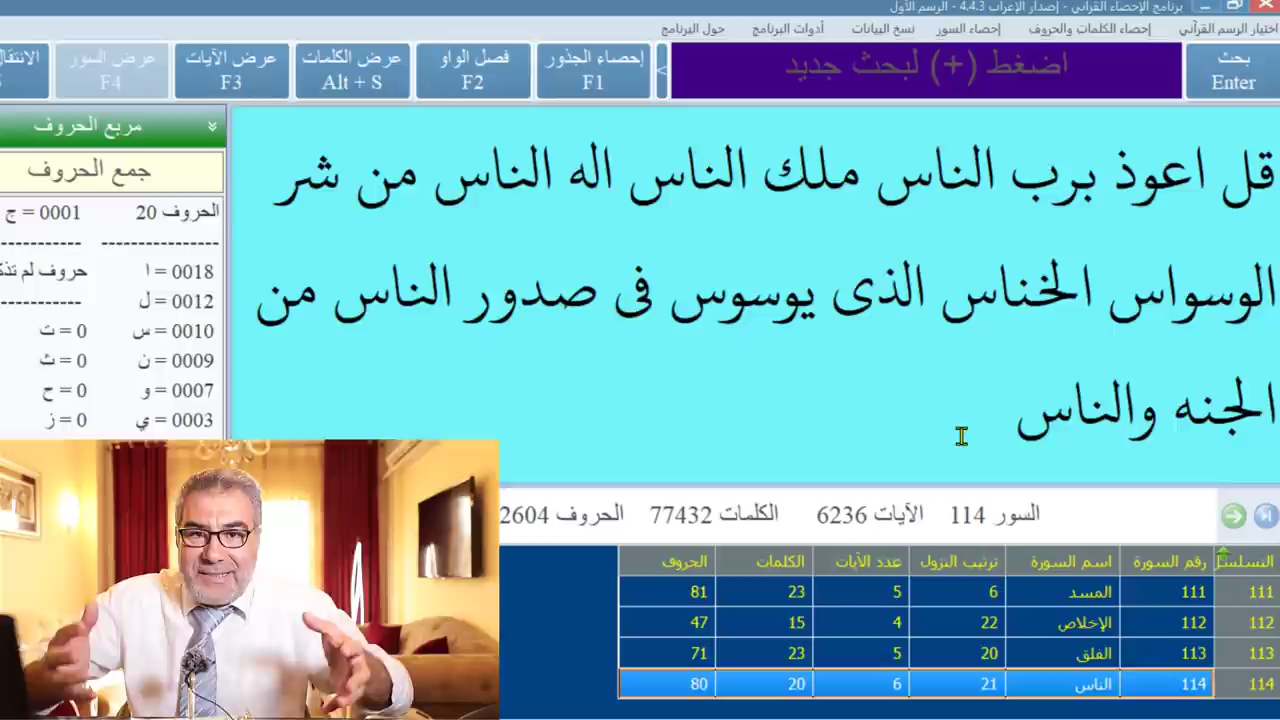 برنامج الإحصاء القرآني - إصدار الإعراب 4.4.3 - الرسم الأول
اختيار الرسم القرآني إحصاء الكلمات والحروف إحصاء السور نسخ البيانات أدوات البرنامج حول البرنامج
بحث
Enter
اضغط (+) لبحث جديد
>
إحصاء الجذور
F1
فصل الواو
F2
عرض الكلمات
Alt + S
عرض الآيات
F3
عرض السور
F4
قل اعوذ برب الناس ملك الناس اله الناس من شر
الوسواس الخناس الذى يوسوس فى صدور الناس من
الجنه والناس
مربع الحروف
جمع الحروف
الحروف 20
0018 = ا
0012 = ل
0010 = س
0009 = ن
0007 = و
0003 = ي
0001 = ج
حروف لم
0 = ت
0 = ث
0 = ح
0 = ز
السور 114 الآيات 6236 الكلمات 77432 الحروف
التسلسل رقم السورة اسم السورة ترتيب النزول عدد الآيات الكلمات الحروف
111 111 المسد 6 5 23 81
112 112 الإخلاص 22 4 15 47
113 113 الفلق 20 5 23 71
114 114 الناس 21 6 20 80